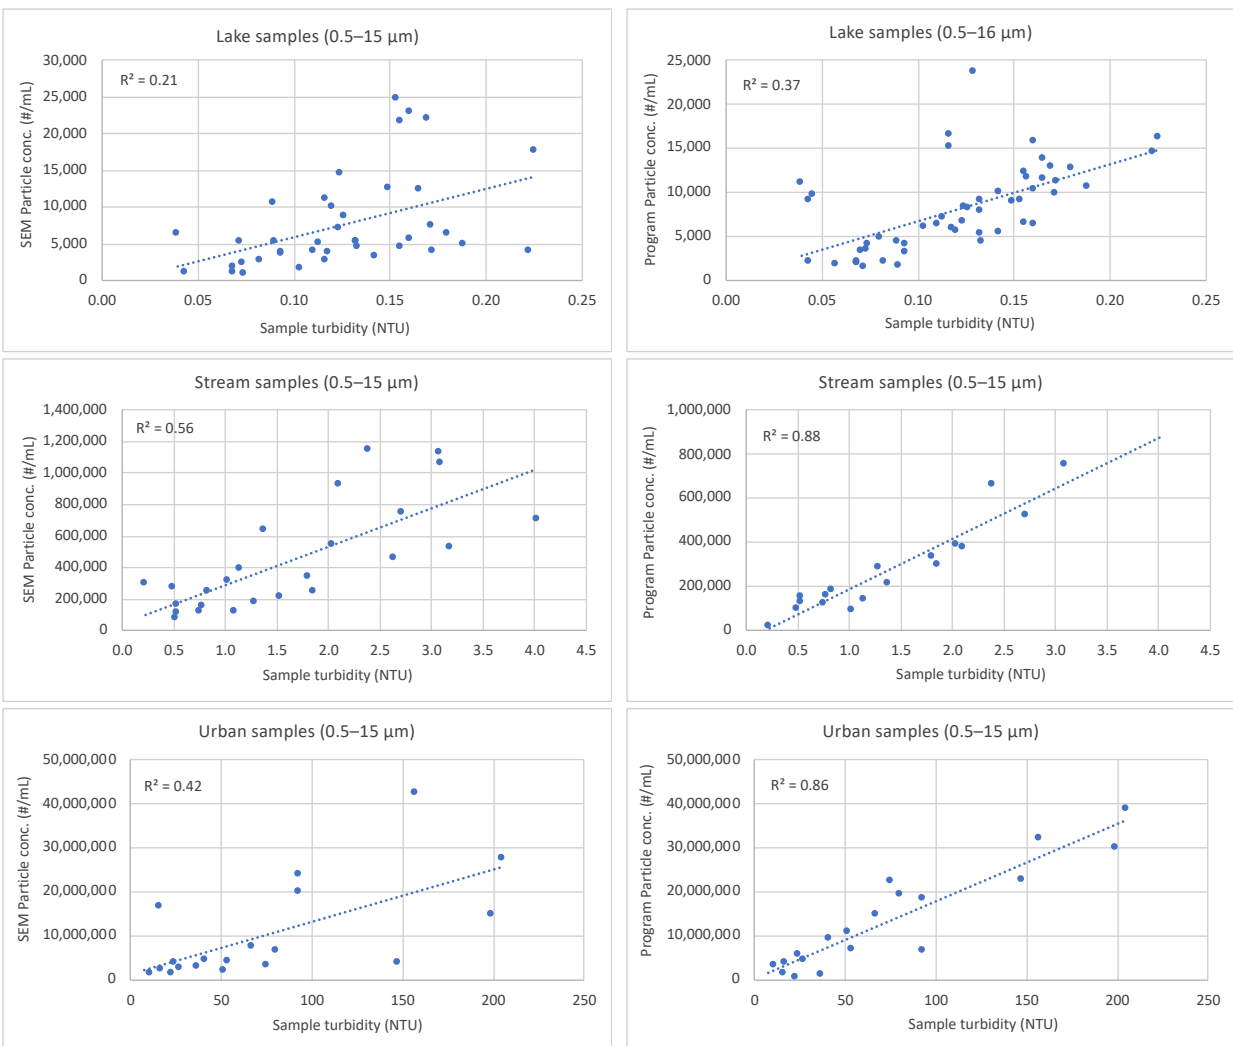 Lake samples (0.5–15 µm)
R² = 0.21
SEM Particle conc. (#/mL)
30,000
25,000
20,000
15,000
10,000
5,000
0
0.00 0.05 0.10 0.15 0.20 0.25
Sample turbidity (NTU)
Lake samples (0.5–16 µm)
R² = 0.37
Program Particle conc. (#/mL)
25,000
20,000
15,000
10,000
5,000
0
0.00 0.05 0.10 0.15 0.20 0.25
Sample turbidity (NTU)
Stream samples (0.5–15 µm)
R² = 0.56
SEM Particle conc. (#/mL)
1,400,000
1,200,000
1,000,000
800,000
600,000
400,000
200,000
0
0.0 0.5 1.0 1.5 2.0 2.5 3.0 3.5 4.0 4.5
Sample turbidity (NTU)
Stream samples (0.5–15 µm)
R² = 0.88
Program Particle conc. (#/mL)
1,000,000
800,000
600,000
400,000
200,000
0
0.0 0.5 1.0 1.5 2.0 2.5 3.0 3.5 4.0 4.5
Sample turbidity (NTU)
Urban samples (0.5–15 µm)
R² = 0.42
SEM Particle conc. (#/mL)
50,000,000
40,000,000
30,000,000
20,000,000
10,000,000
0
0 50 100 150 200 250
Sample turbidity (NTU)
Urban samples (0.5–15 µm)
R² = 0.86
Program Particle conc. (#/mL)
50,000,000
40,000,000
30,000,000
20,000,000
10,000,000
0
0 50 100 150 200 250
Sample turbidity (NTU)